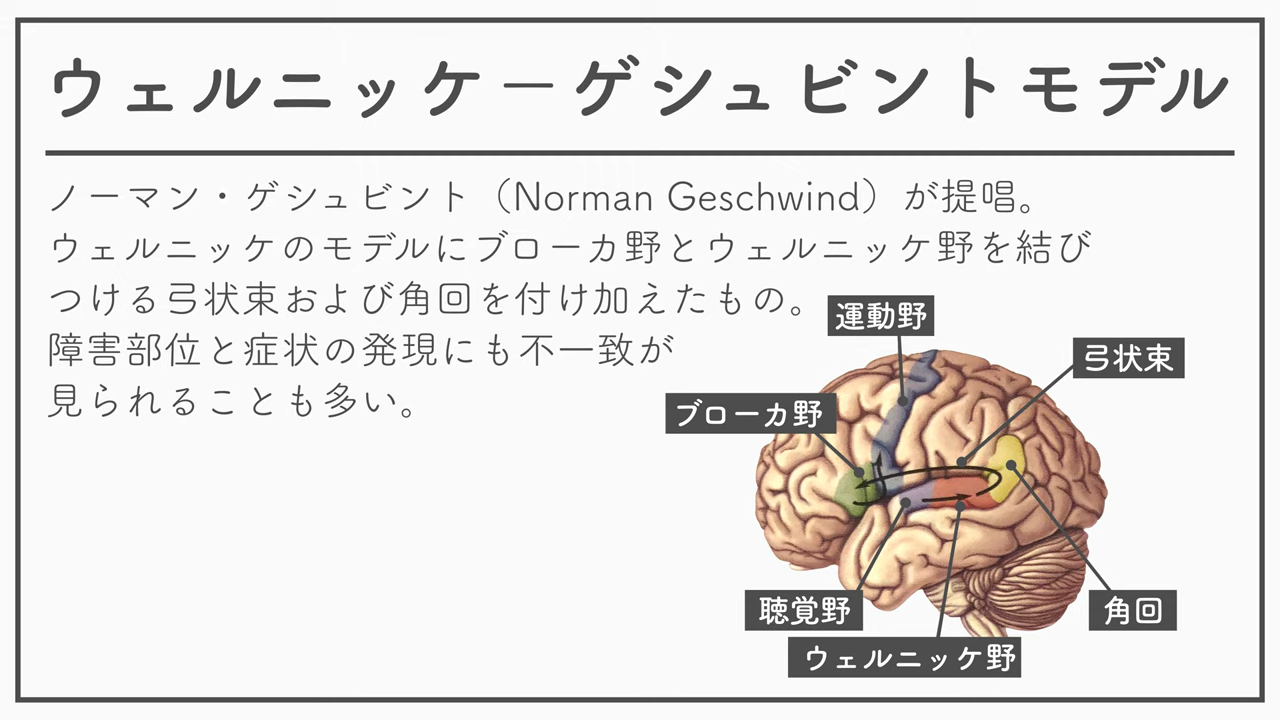 ウェルニッケ－ゲシュビントモデル
ノーマン・ゲシュビント（Norman Geschwind）が提唱。
ウェルニッケのモデルにブローカ野とウェルニッケ野を結び
つける弓状束および角回を付け加えたもの。
障害部位と症状の発現にも不一致が
見られることも多い。
運動野
弓状束
ブローカ野
聴覚野
角回
ウェルニッケ野